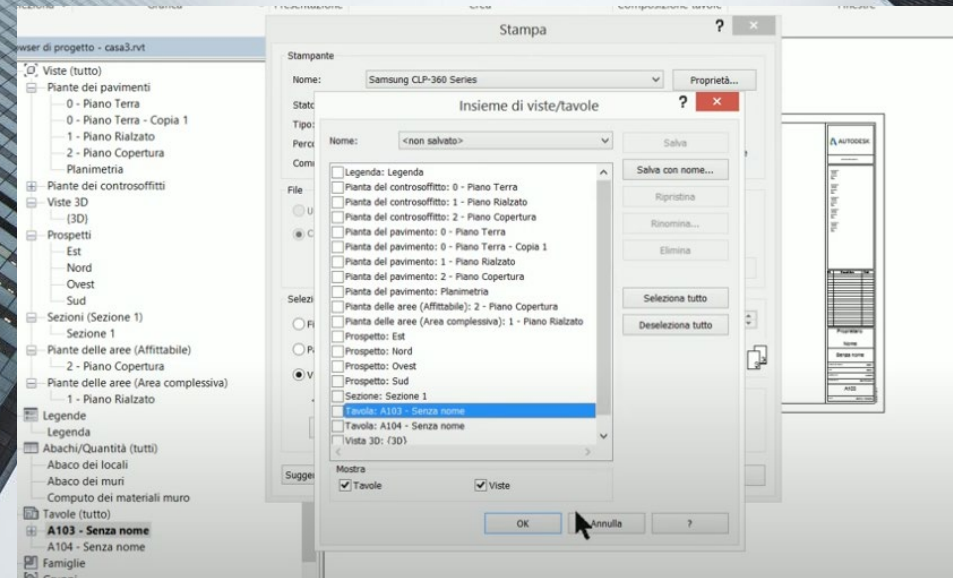 Stampa
?
Browser di progetto - casa3.rvt
Viste (tutto)
Piante dei pavimenti
0 - Piano Terra
0 - Piano Terra - Copia 1
1 - Piano Rialzato
2 - Piano Copertura
Planimetria
Piante dei controsoffitti
Viste 3D
{3D}
Prospetti
Est
Nord
Ovest
Sud
Sezioni (Sezione 1)
Sezione 1
Piante delle aree (Affittabile)
2 - Piano Copertura
Piante delle aree (Area complessiva)
1 - Piano Rialzato
Legende
Legenda
Abachi/Quantità (tutti)
Abaco dei locali
Abaco dei muri
Computo dei materiali muro
Tavole (tutto)
A103 - Senza nome
A104 - Senza nome
Famiglie
Stampante
Nome:
Samsung CLP-360 Series
Proprietà...
Stato
Tipo:
File
Insieme di viste/tavole
?
Nome:
<non salvato>
Salva
Salva con nome...
Ripristina
Rinomina...
Elimina
Seleziona tutto
Deseleziona tutto
Legenda: Legenda
Pianta del controsoffitto: 0 - Piano Terra
Pianta del controsoffitto: 1 - Piano Rialzato
Pianta del controsoffitto: 2 - Piano Copertura
Pianta del pavimento: 0 - Piano Terra
Pianta del pavimento: 0 - Piano Terra - Copia 1
Pianta del pavimento: 1 - Piano Rialzato
Pianta del pavimento: 2 - Piano Copertura
Pianta del pavimento: Planimetria
Pianta delle aree (Affittabile): 2 - Piano Copertura
Pianta delle aree (Area complessiva): 1 - Piano Rialzato
Prospetto: Est
Prospetto: Nord
Prospetto: Ovest
Prospetto: Sud
Sezione: Sezione 1
Tavola: A103 - Senza nome
Tavola: A104 - Senza nome
Vista 3D: {3D}
Mostra
Tavole
Viste
OK
Annulla
?
AUTODESK
Proprietario
Nome
Senza nome